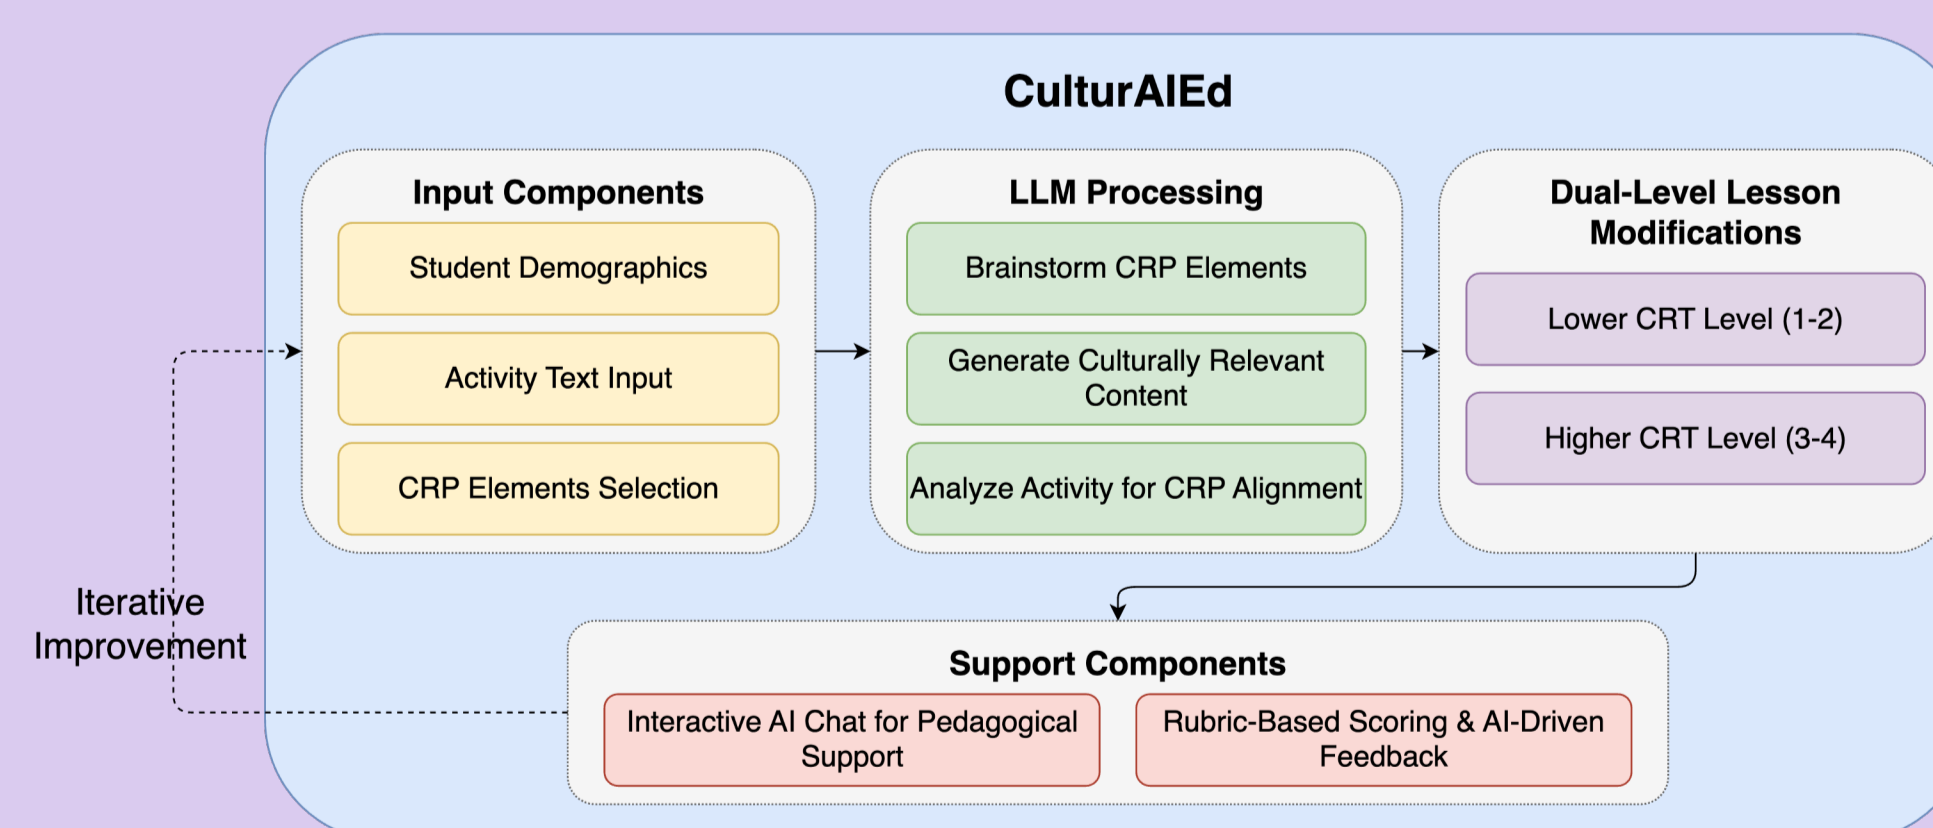 CulturAIEd
Input Components
Student Demographics
Activity Text Input
CRP Elements Selection
LLM Processing
Brainstorm CRP Elements
Generate Culturally Relevant
Content
Analyze Activity for CRP Alignment
Dual-Level Lesson
Modifications
Lower CRT Level (1-2)
Higher CRT Level (3-4)
Iterative
Improvement
Support Components
Interactive AI Chat for Pedagogical
Support
Rubric-Based Scoring & AI-Driven
Feedback